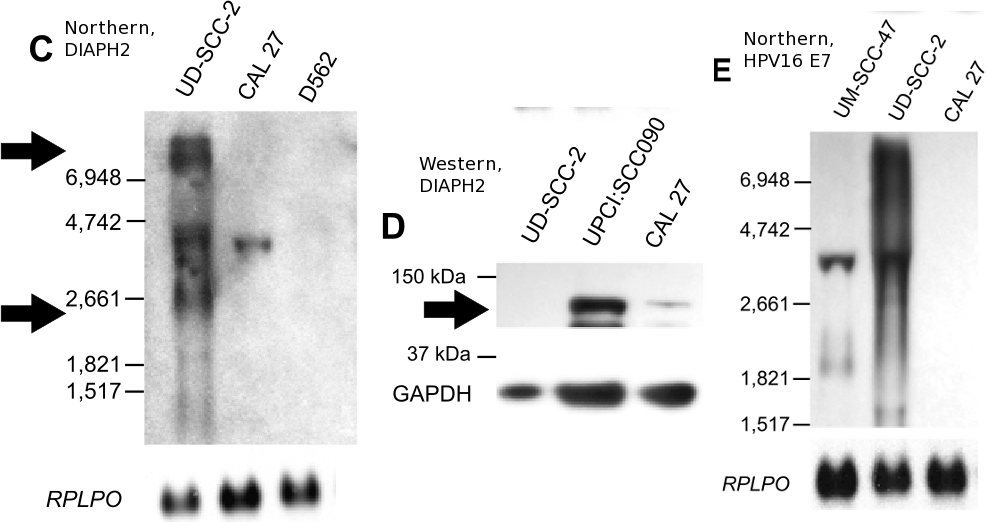 C
Northern,
DIAPH2
UD-SCC-2
CAL 27
D562
6,948
4,742
2,661
1,821
1,517
RPLPO
D
Western,
DIAPH2
UD-SCC-2
UPCI:SCC090
CAL 27
150 kDa
37 kDa
GAPDH
E
Northern,
HPV16 E7
UM-SCC-47
UD-SCC-2
CAL 27
6,948
4,742
2,661
1,821
1,517
RPLPO